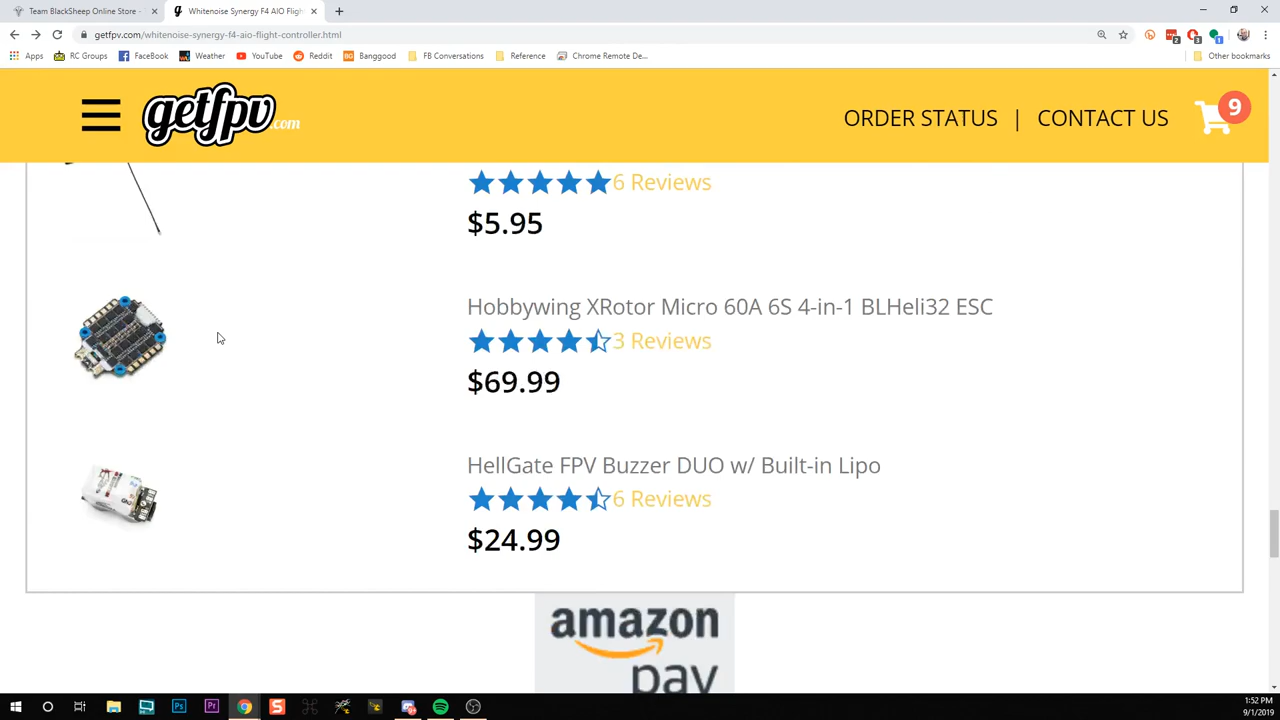 Team BlackSheep Online Store -
Whitenoise Synergy F4 AIO Flight
getfpv.com/whitenoise-synergy-f4-aio-flight-controller.html
Apps
RC Groups
FaceBook
Weather
YouTube
Reddit
Banggood
FB Conversations
Reference
Chrome Remote De...
Other bookmarks
getfpv.com
ORDER STATUS | CONTACT US
9
6 Reviews
$5.95
Hobbywing XRotor Micro 60A 6S 4-in-1 BLHeli32 ESC
3 Reviews
$69.99
HellGate FPV Buzzer DUO w/ Built-in Lipo
6 Reviews
$24.99
amazon
pay
1:52 PM
9/1/2019